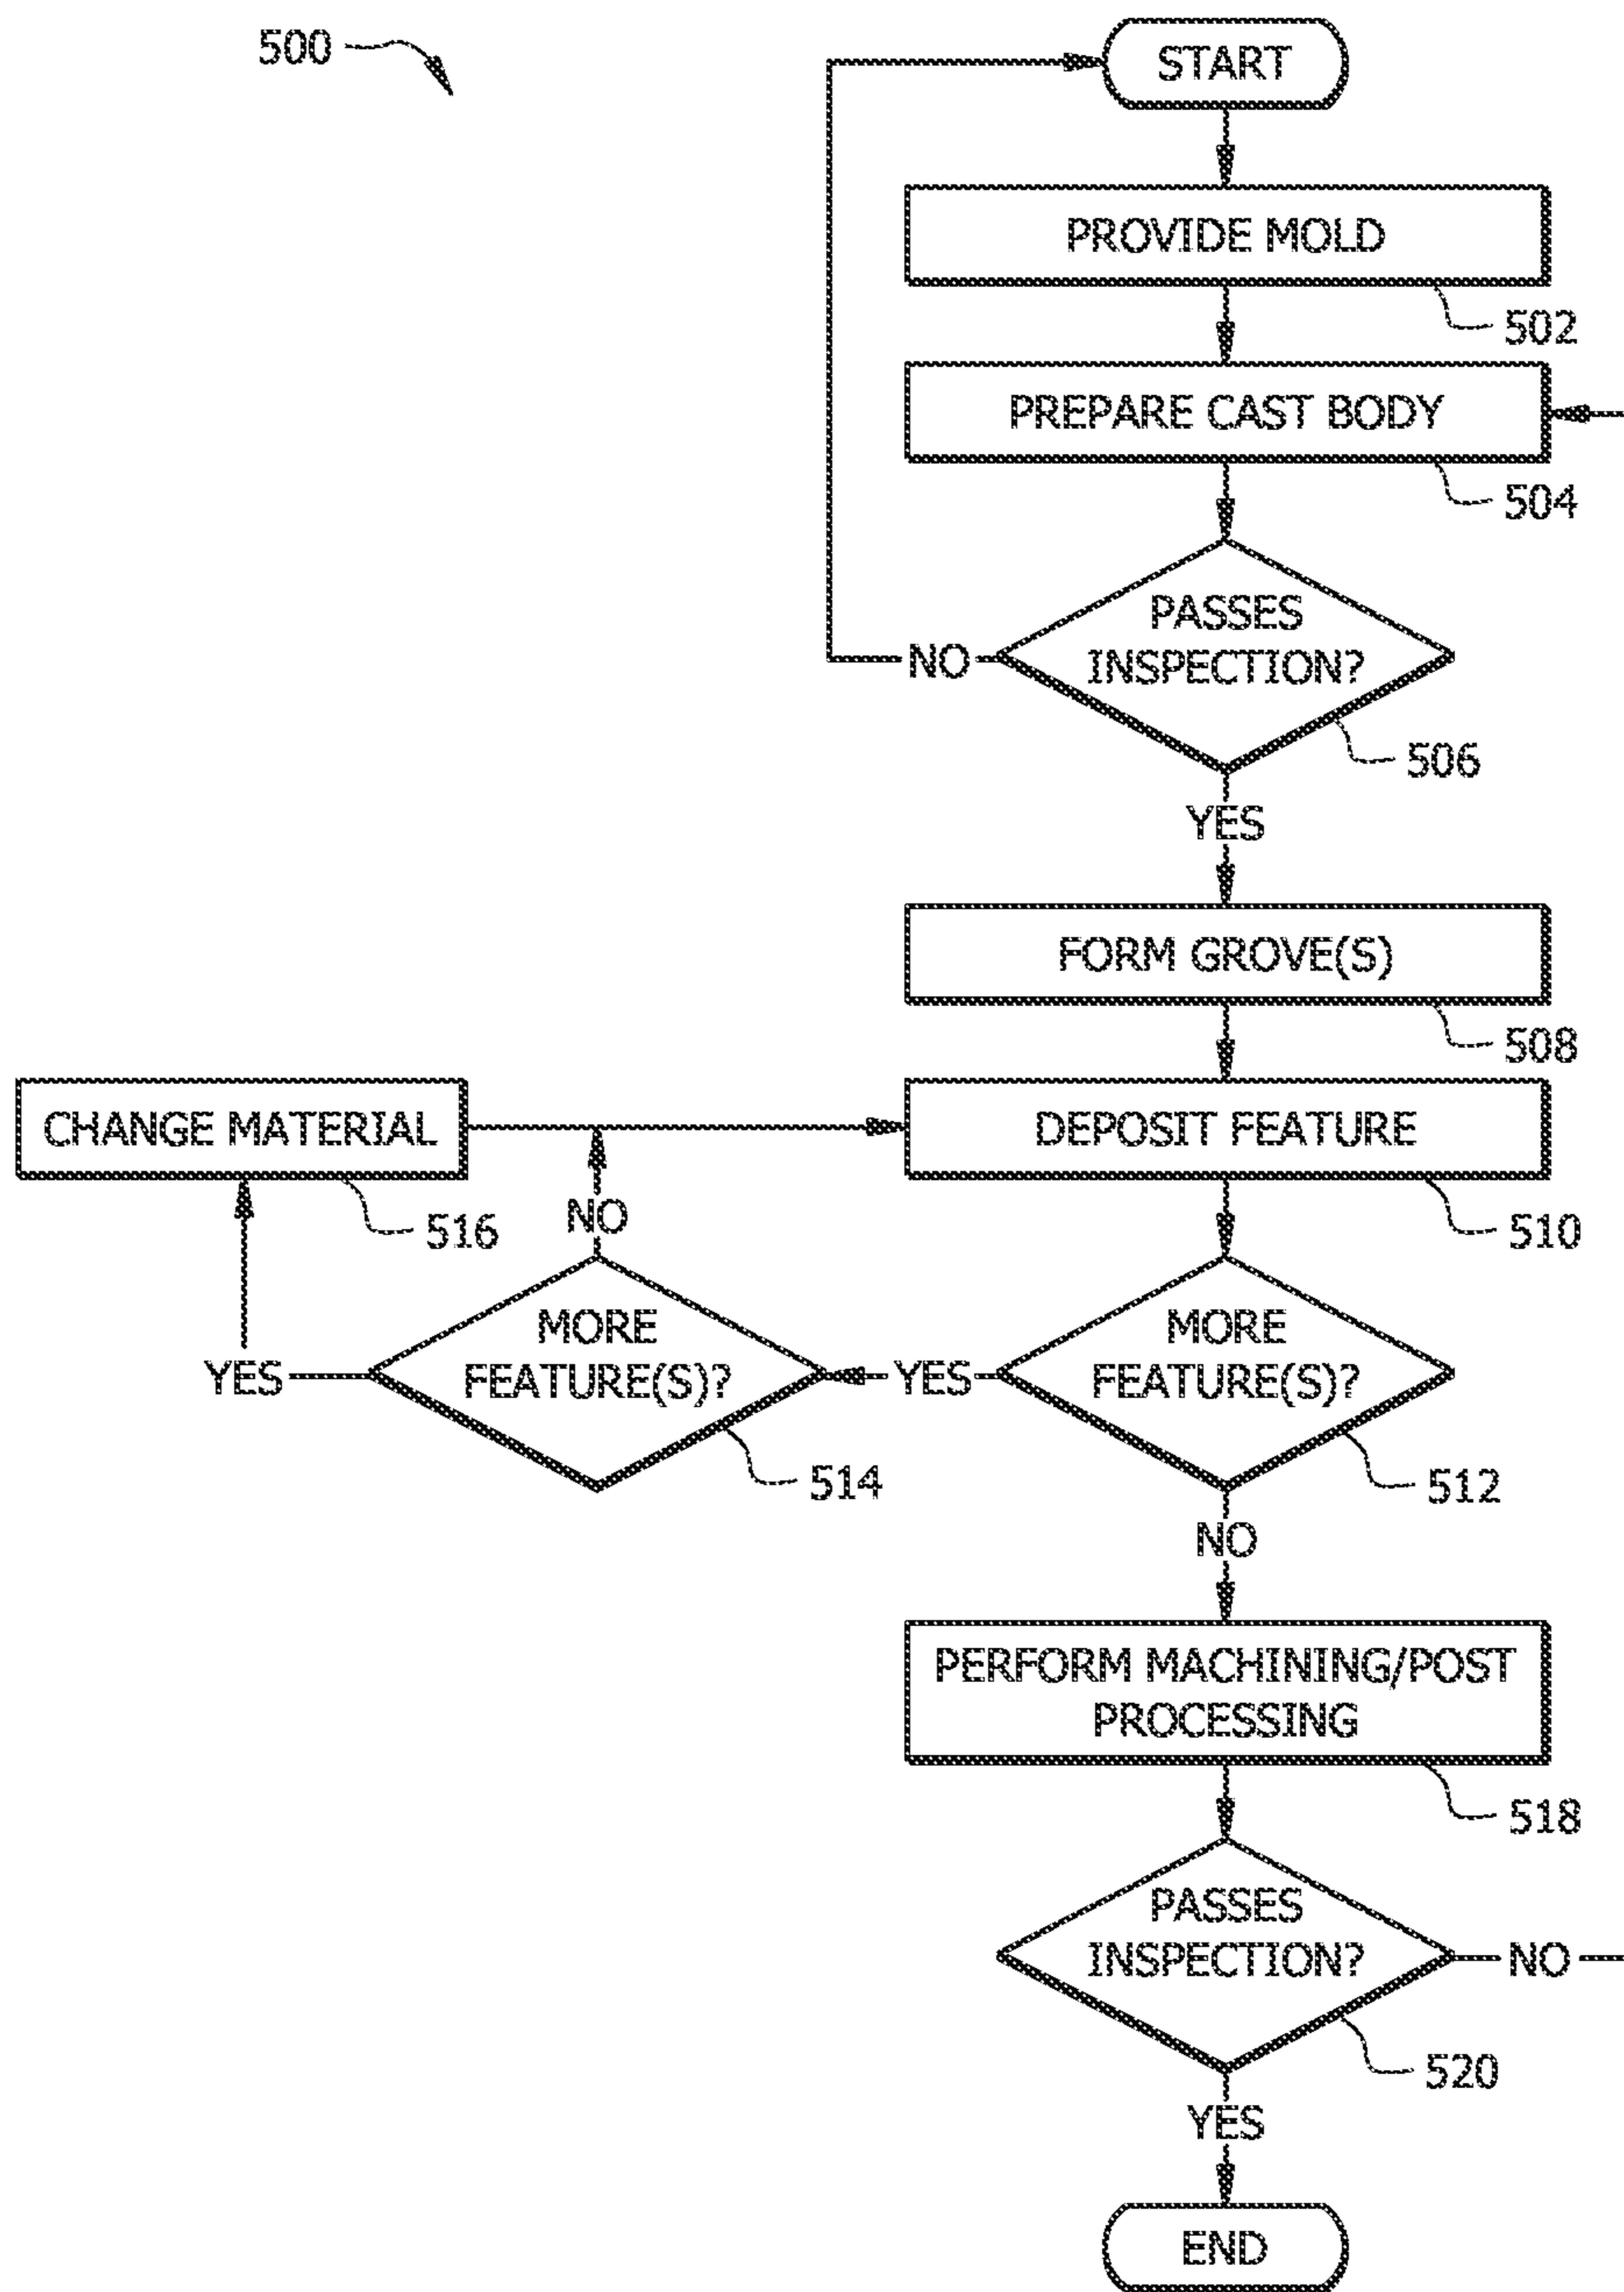 500
START
PROVIDE MOLD
502
PREPARE CAST BODY
504
PASSES
INSPECTION?
NO
506
YES
FORM GROVE(S)
508
CHANGE MATERIAL
DEPOSIT FEATURE
516
NO
510
MORE
FEATURE(S)?
YES
514
YES
MORE
FEATURE(S)?
512
NO
PERFORM MACHINING/POST
PROCESSING
518
PASSES
INSPECTION?
NO
520
YES
END